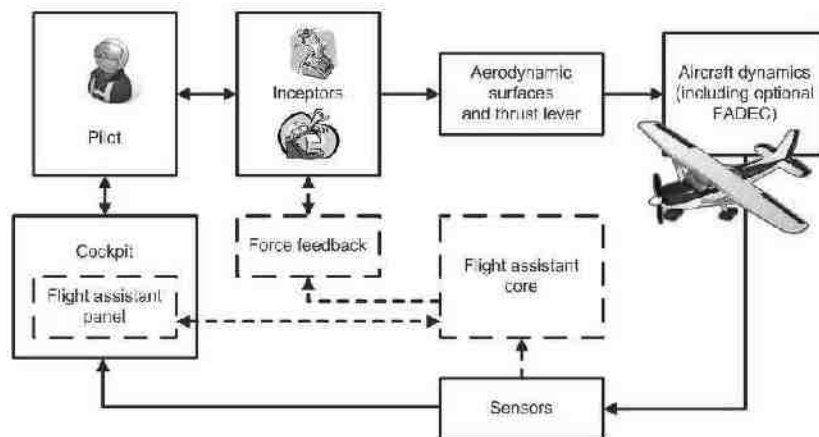 Pilot
Inceptors
Aerodynamic
surfaces
and thrust lever
Aircraft dynamics
(including optional
FADEC)
Cockpit
Flight assistant
panel
Force feedback
Flight assistant
core
Sensors